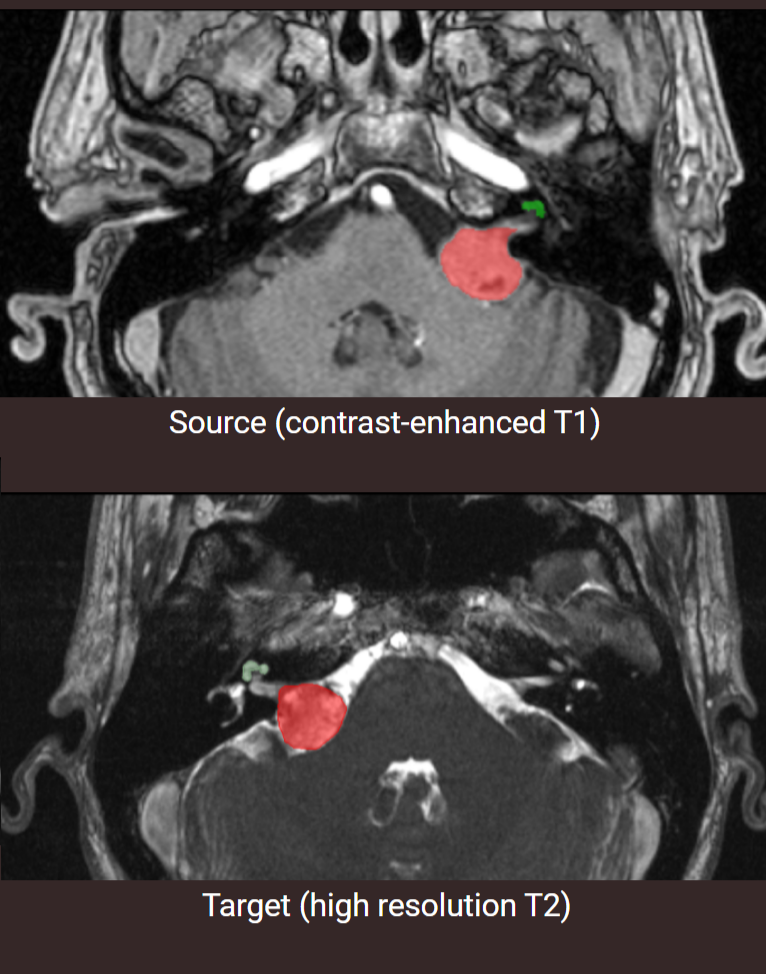 Source (contrast-enhanced T1)
Target (high resolution T2)